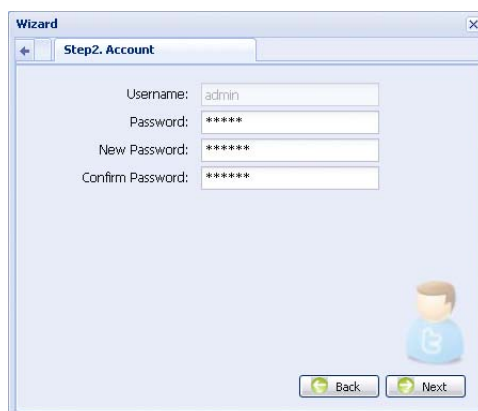 Wizard
Step2. Account
Username: admin
Password: *****
New Password: ******
Confirm Password: ******
Back Next